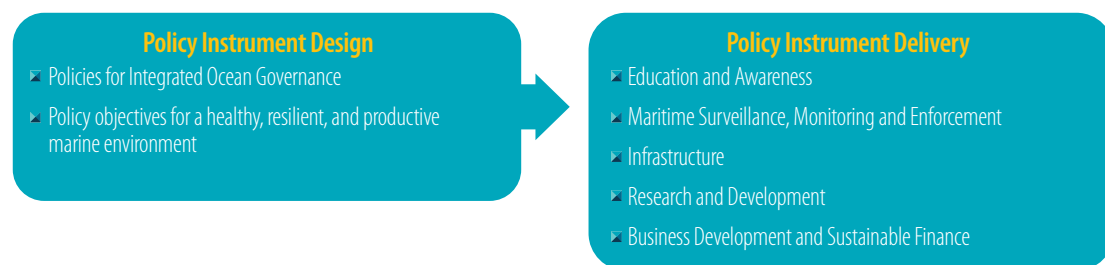 Policy Instrument Design
Policies for Integrated Ocean Governance
Policy objectives for a healthy, resilient, and productive
marine environment
Policy Instrument Delivery
Education and Awareness
Maritime Surveillance, Monitoring and Enforcement
Infrastructure
Research and Development
Business Development and Sustainable Finance